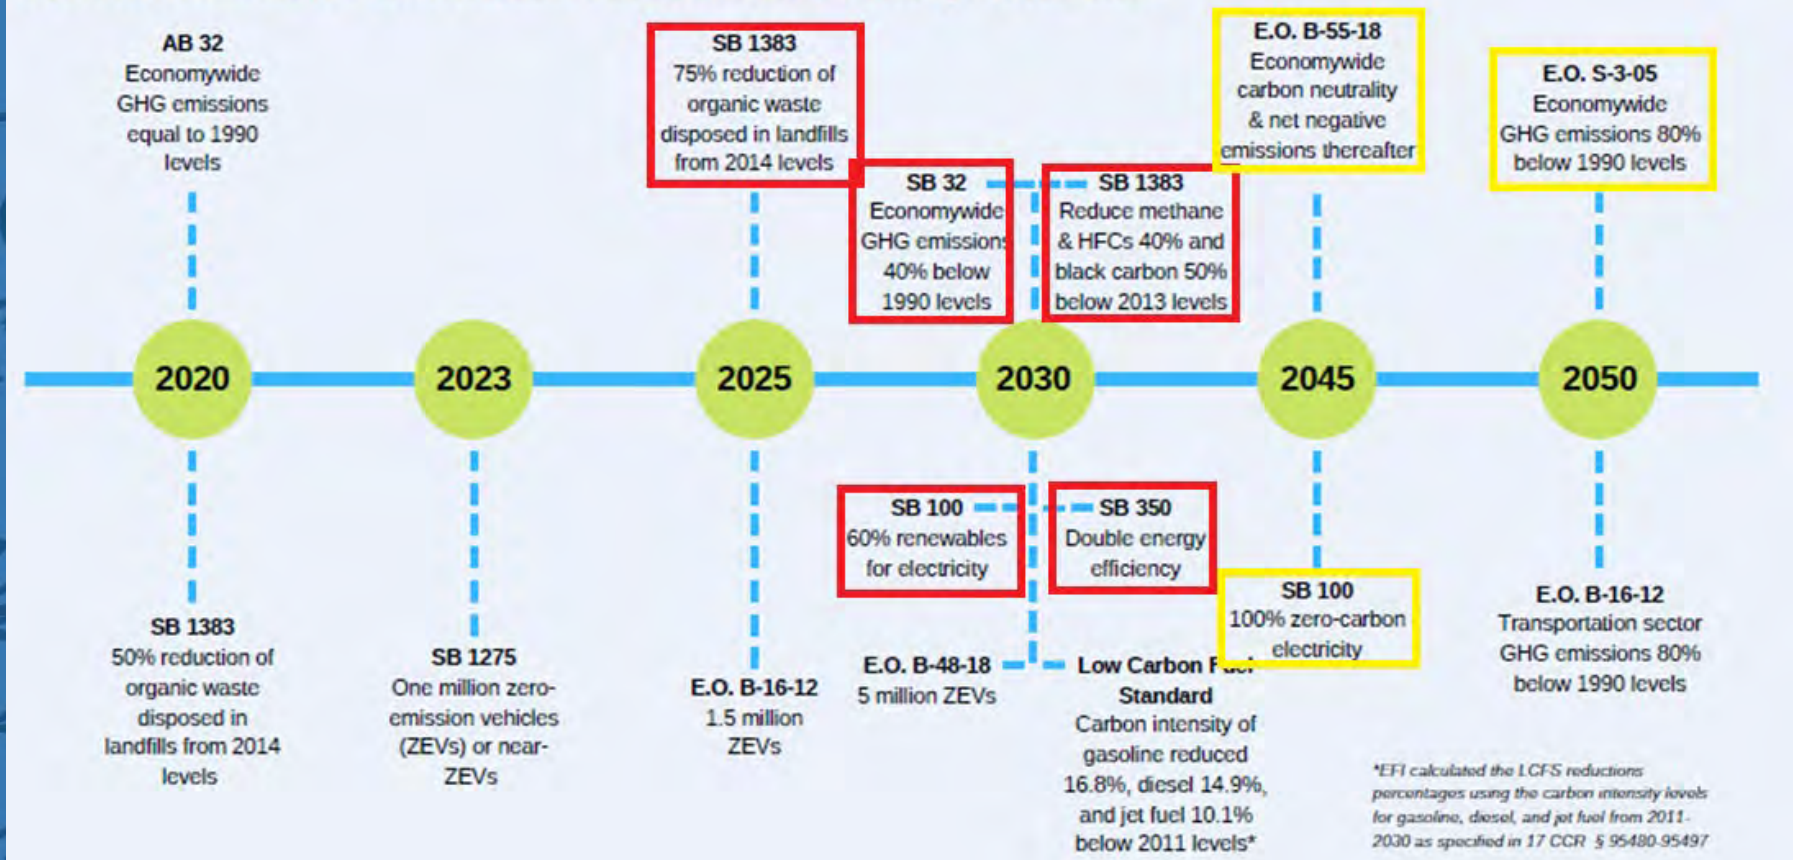 AB 32
Economywide
GHG emissions
equal to 1990
levels
SB 1383
75% reduction of
organic waste
disposed in landfills
from 2014 levels
SB 32
Economywide
GHG emissions
40% below
1990 levels
SB 1383
Reduce methane
& HFCs 40% and
black carbon 50%
below 2013 levels
E.O. B-55-18
Economywide
carbon neutrality
& net negative
emissions thereafter
E.O. S-3-05
Economywide
GHG emissions 80%
below 1990 levels
2020
2023
2025
2030
2045
2050
SB 1383
50% reduction of
organic waste
disposed in
landfills from 2014
levels
SB 1275
One million zero-
emission vehicles
(ZEVs) or near-
ZEVs
E.O. B-16-12
1.5 million
ZEVs
SB 100
60% renewables
for electricity
SB 350
Double energy
efficiency
E.O. B-48-18
5 million ZEVs
Low Carbon Fuel
Standard
Carbon intensity of
gasoline reduced
16.8%, diesel 14.9%,
and jet fuel 10.1%
below 2011 levels*
SB 100
100% zero-carbon
electricity
E.O. B-16-12
Transportation sector
GHG emissions 80%
below 1990 levels
*EFI calculated the LCFS reductions
percentages using the carbon intensity levels
for gasoline, diesel, and jet fuel from 2011-
2030 as specified in 17 CCR § 95480-95497